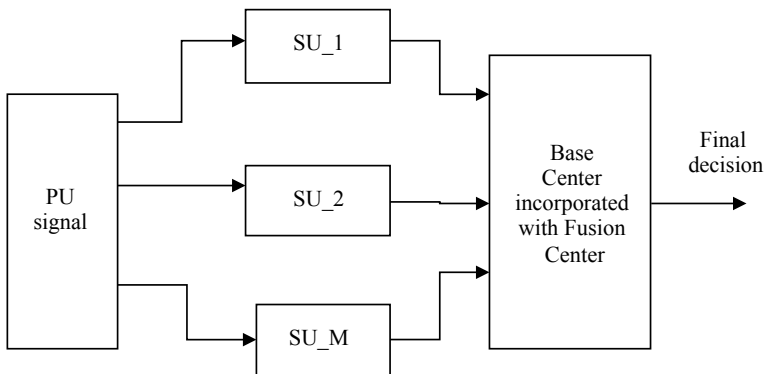 PU
signal
SU_1
SU_2
SU_M
Base
Center
incorporated
with Fusion
Center
Final
decision